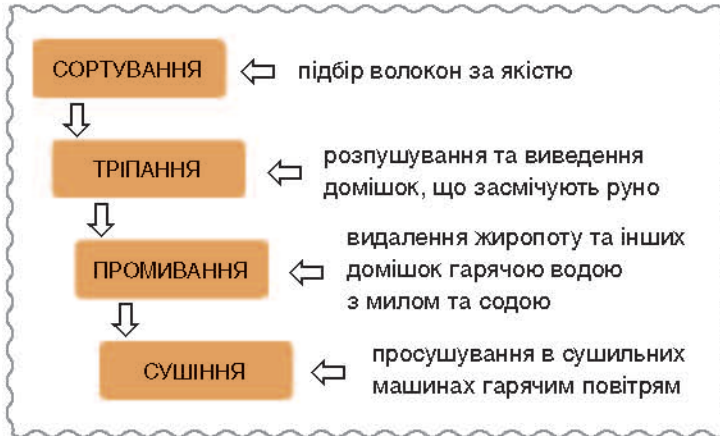 СОРТУВАННЯ
підбір волокон за якістю
ТРІПАННЯ
розпушування та виведення
домішок, що засмічують руно
ПРОМИВАННЯ
видалення жиропоту та інших
домішок гарячою водою
з милом та содою
СУШІННЯ
просушування в сушильних
машинах гарячим повітрям